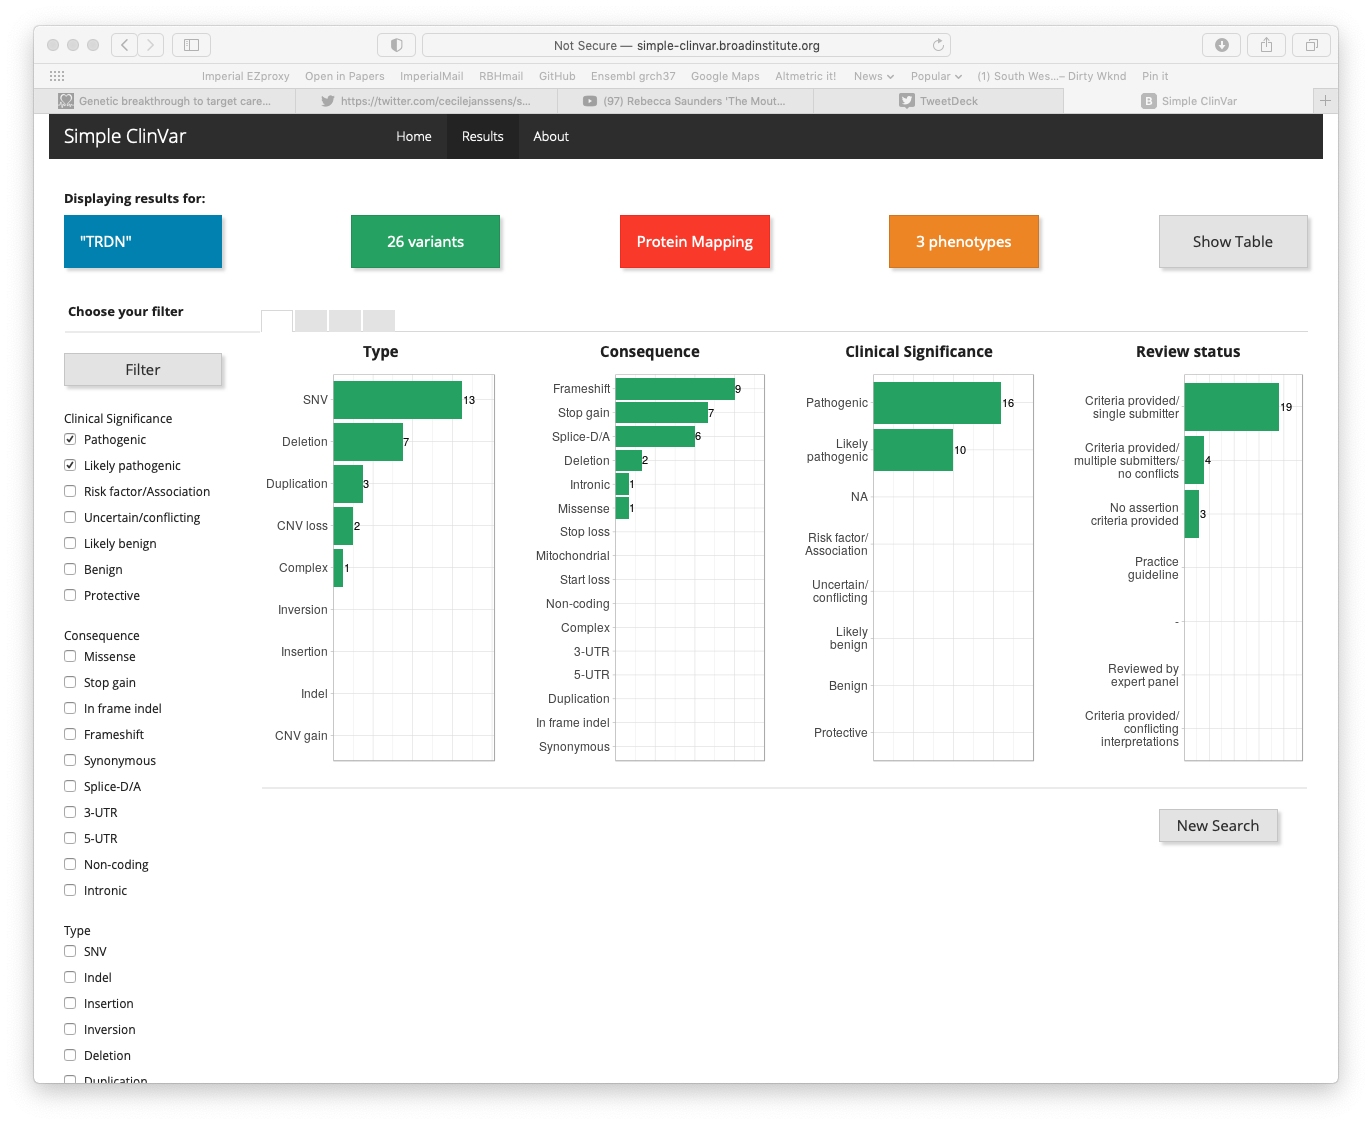 Not Secure — simple-clinvar.broadinstitute.org
Imperial EZproxy Open in Papers ImperialMail RBHmail GitHub Ensembl grch37 Google Maps Altmetric it! News Popular (1) South Wes...– Dirty Wknd Pin it
Genetic breakthrough to target care... https://twitter.com/cecilejanssens/s... (97) Rebecca Saunders 'The Mout... TweetDeck B Simple ClinVar
Simple ClinVar Home Results About
Displaying results for:
"TRDN" 26 variants Protein Mapping 3 phenotypes Show Table
Choose your filter
Filter
Clinical Significance
Pathogenic
Likely pathogenic
Risk factor/Association
Uncertain/conflicting
Likely benign
Benign
Protective
Consequence
Missense
Stop gain
In frame indel
Frameshift
Synonymous
Splice-D/A
3-UTR
5-UTR
Non-coding
Intronic
Type
SNV
Indel
Insertion
Inversion
Deletion
Duplication
Type
SNV 13
Deletion 7
Duplication 3
CNV loss 2
Complex 1
Inversion
Insertion
Indel
CNV gain
Consequence
Frameshift 9
Stop gain 7
Splice-D/A 6
Deletion 2
Intronic 1
Missense 1
Stop loss
Mitochondrial
Start loss
Non-coding
Complex
3-UTR
5-UTR
Duplication
In frame indel
Synonymous
Clinical Significance
Pathogenic 16
Likely
pathogenic 10
NA
Risk factor/
Association
Uncertain/
conflicting
Likely
benign
Benign
Protective
Review status
Criteria provided/
single submitter 19
Criteria provided/
multiple submitters/ 4
no conflicts
No assertion 3
criteria provided
Practice
guideline
-
Reviewed by
expert panel
Criteria provided/
conflicting
interpretations
New Search